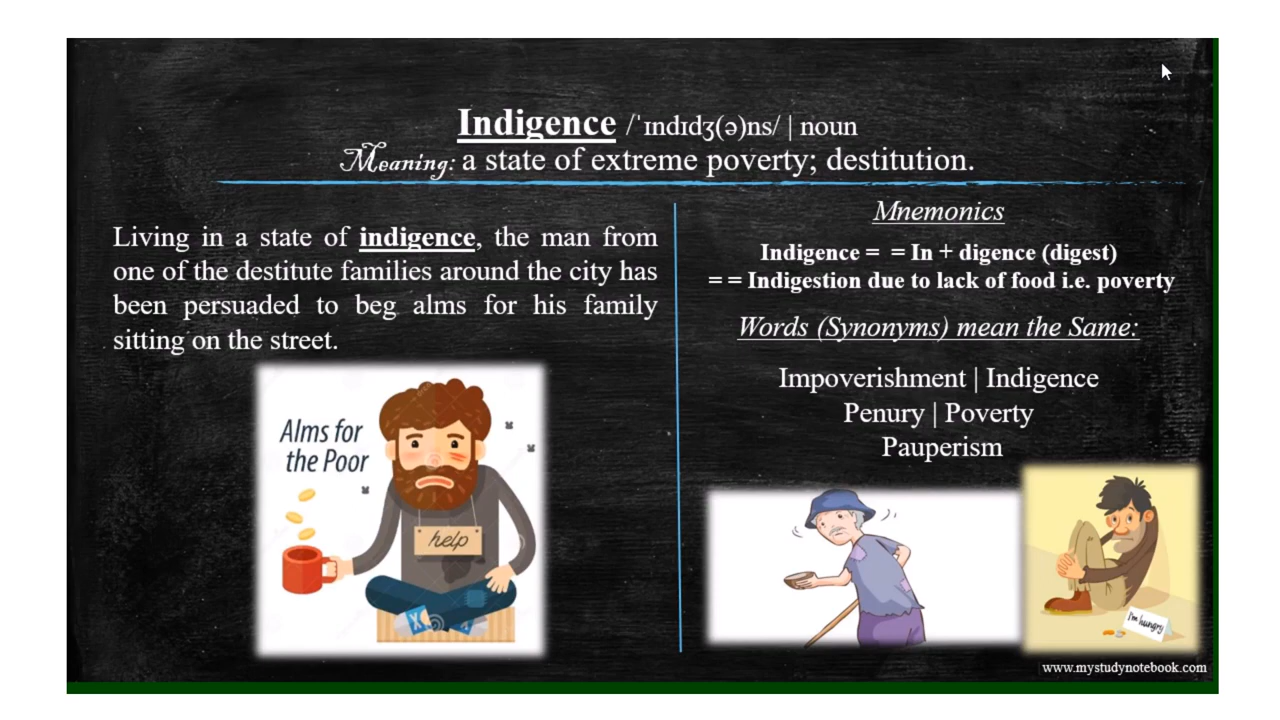 Indigence /ˈɪndɪdʒ(ə)ns/ | noun
Meaning: a state of extreme poverty; destitution.
Living in a state of indigence, the man from
one of the destitute families around the city has
been persuaded to beg alms for his family
sitting on the street.
Alms for
the Poor
help
Mnemonics
Indigence = = In + digence (digest)
= = Indigestion due to lack of food i.e. poverty
Words (Synonyms) mean the Same:
Impoverishment | Indigence
Penury | Poverty
Pauperism
I'm hungry
www.mystudynotebook.com